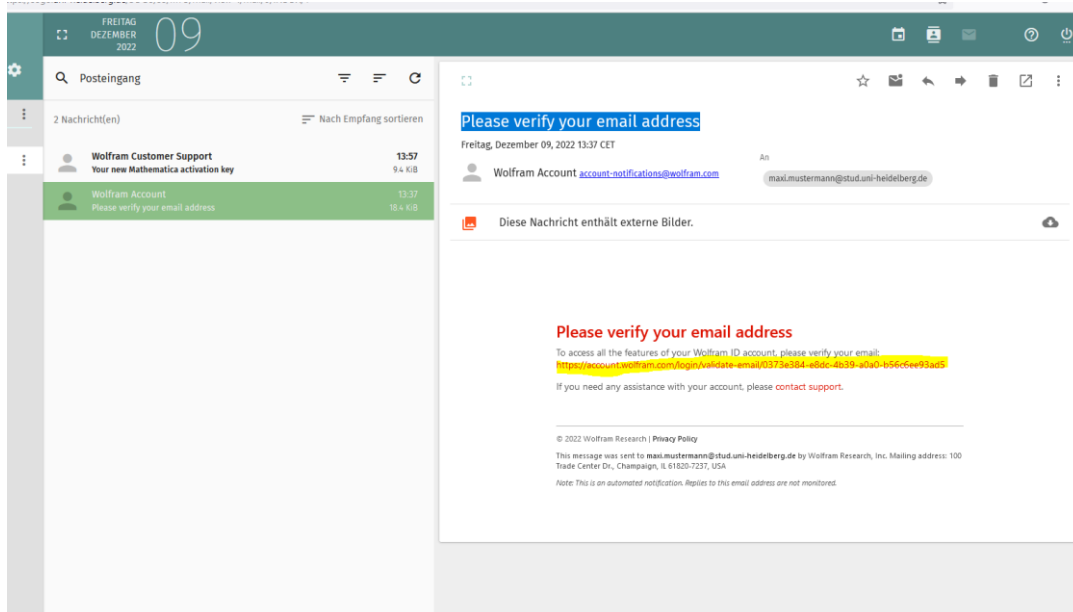 FREITAG
DEZEMBER
2022
09
Posteingang
2 Nachricht(en)
Nach Empfang sortieren
Wolfram Customer Support 13:57
Your new Mathematica activation key 9.4 KiB
Wolfram Account 13:37
Please verify your email address 18.4 KiB
Please verify your email address
Freitag, Dezember 09, 2022 13:37 CET
An
Wolfram Account account-notifications@wolfram.com
maxi.mustermann@stud.uni-heidelberg.de
Diese Nachricht enthält externe Bilder.
Please verify your email address
To access all the features of your Wolfram ID account, please verify your email:
https://account.wolfram.com/login/validate-email/0373e384-e8dc-4b39-a0a0-b56c6ee93ad5
If you need any assistance with your account, please contact support.
© 2022 Wolfram Research | Privacy Policy
This message was sent to maxi.mustermann@stud.uni-heidelberg.de by Wolfram Research, Inc. Mailing address: 100
Trade Center Dr., Champaign, IL 61820-7237, USA
Note: This is an automated notification. Replies to this email address are not monitored.